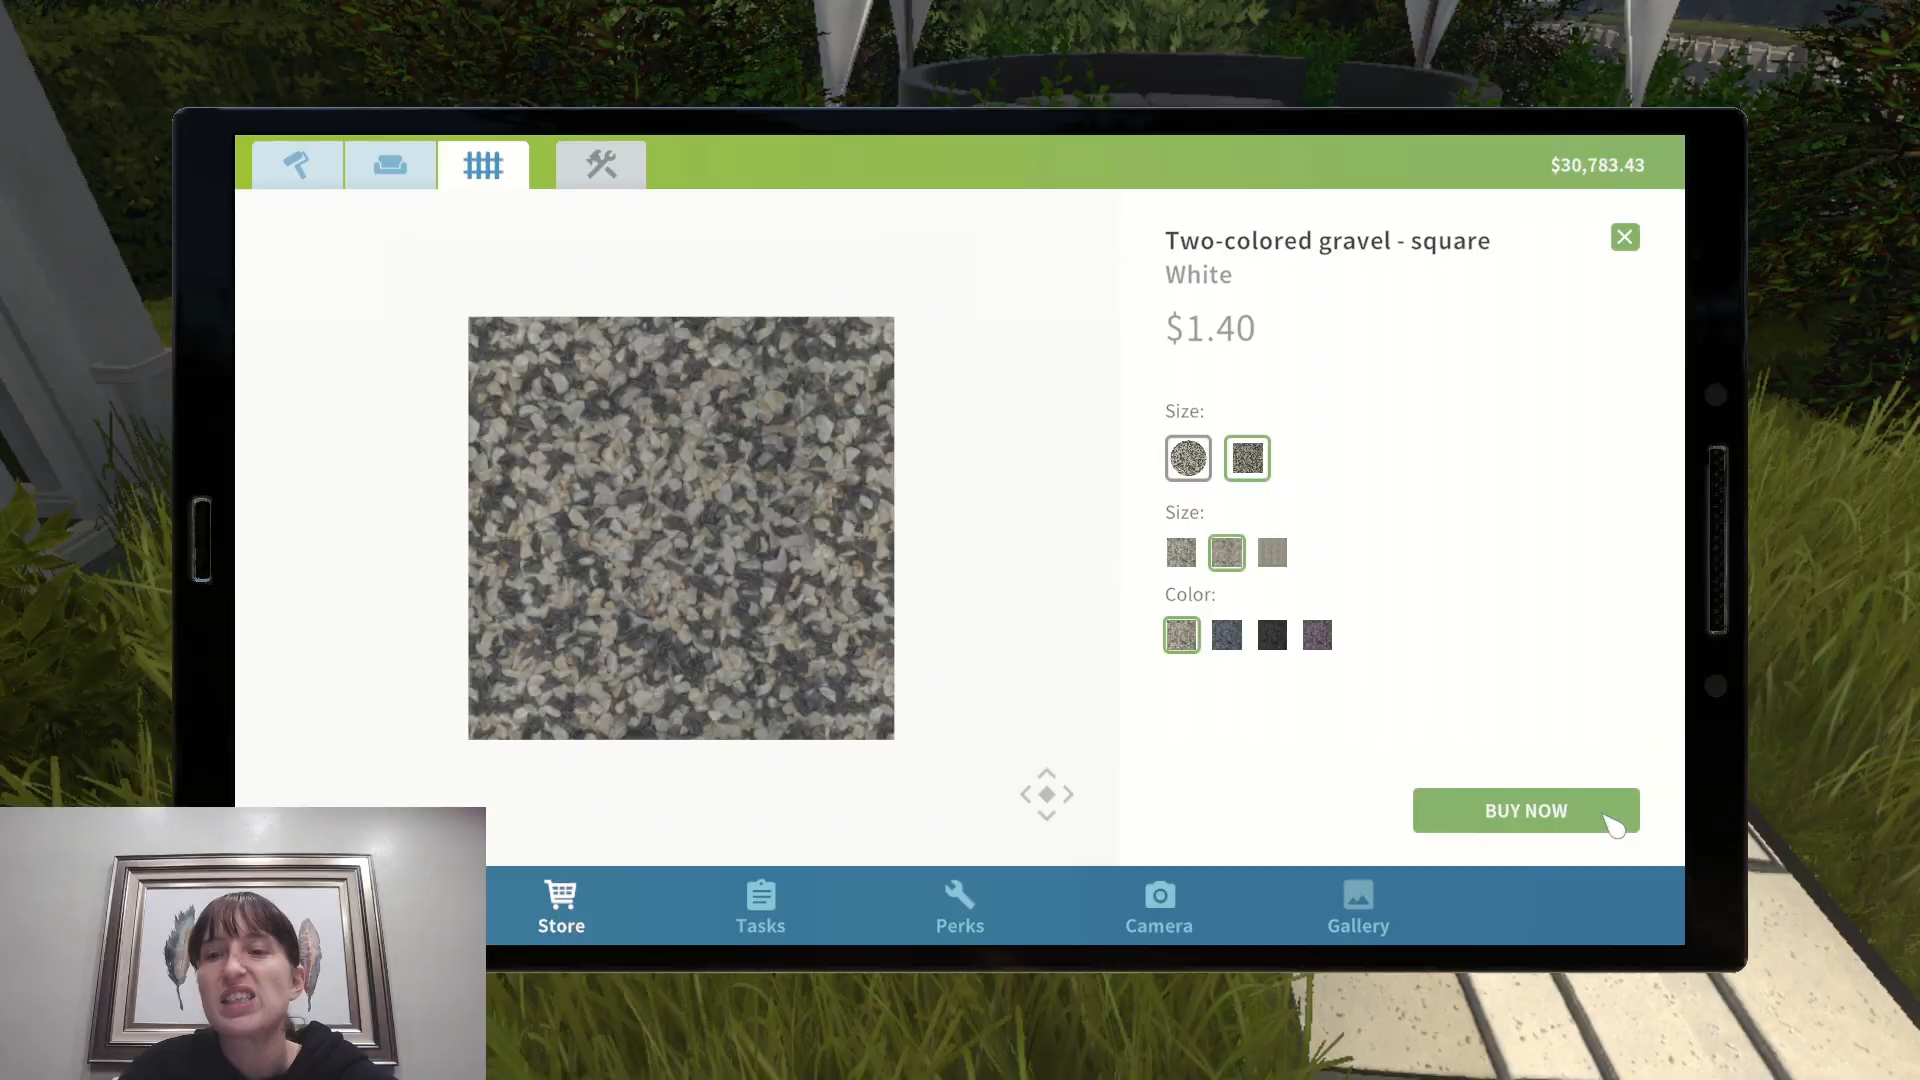 $30,783.43
Two-colored gravel - square
White
$1.40
Size:
Size:
Color:
BUY NOW
Store
Tasks
Perks
Camera
Gallery